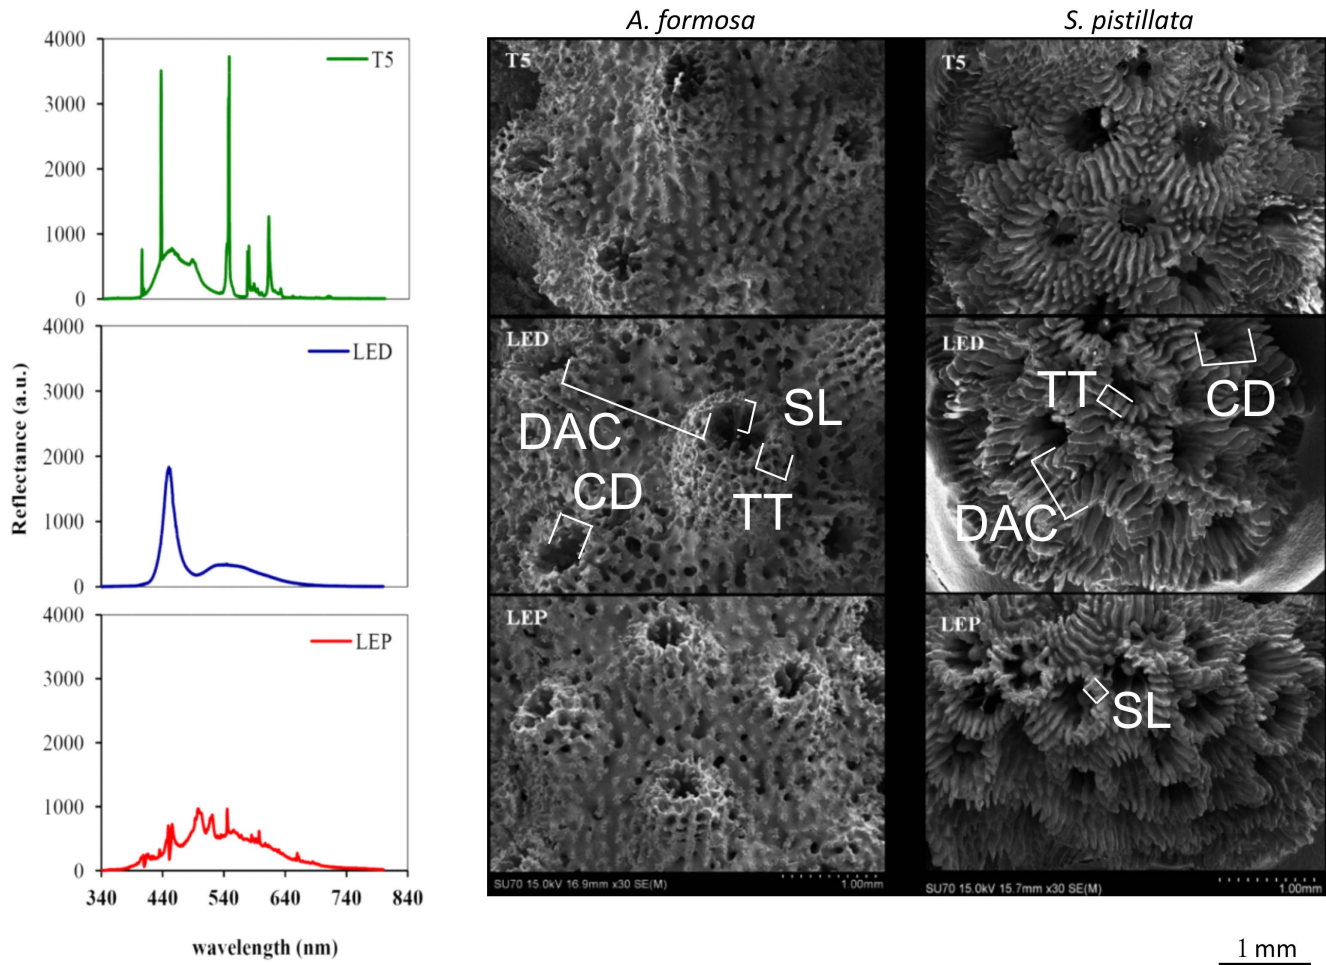 A. formosa
S. pistillata
4000
3000
2000
1000
0
T5
4000
3000
2000
1000
0
LED
4000
3000
2000
1000
0
LEP
340 440 540 640 740 840
Reflectance (a.u.)
wavelength (nm)
T5
LED
DAC
SL
CD
TT
LEP
SU70 15.0kV 16.9mm x30 SE(M) 1.00mm
T5
LED
TT
CD
DAC
LEP
SL
SU70 15.0kV 15.7mm x30 SE(M) 1.00mm
1 mm